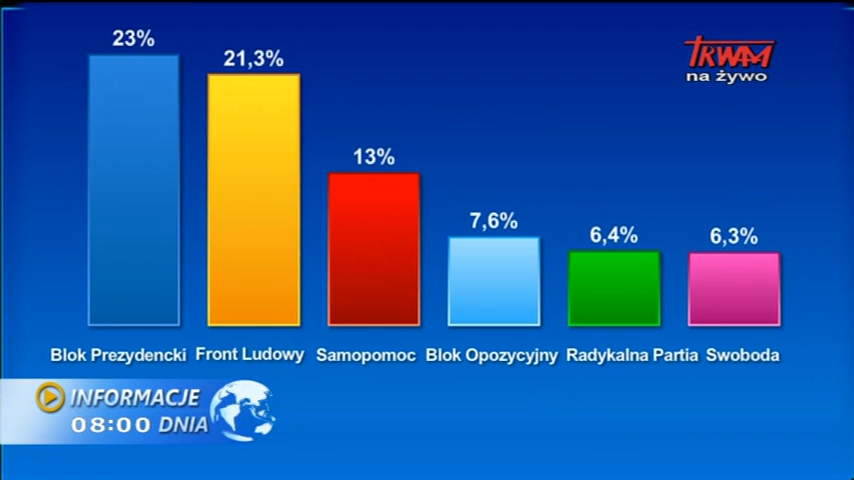 23%
21,3%
TRWAM
na żywo
13%
7,6%
6,4%
6,3%
Blok Prezydencki Front Ludowy Samopomoc Blok Opozycyjny Radykalna Partia Swoboda
INFORMACJE
08:00 DNIA